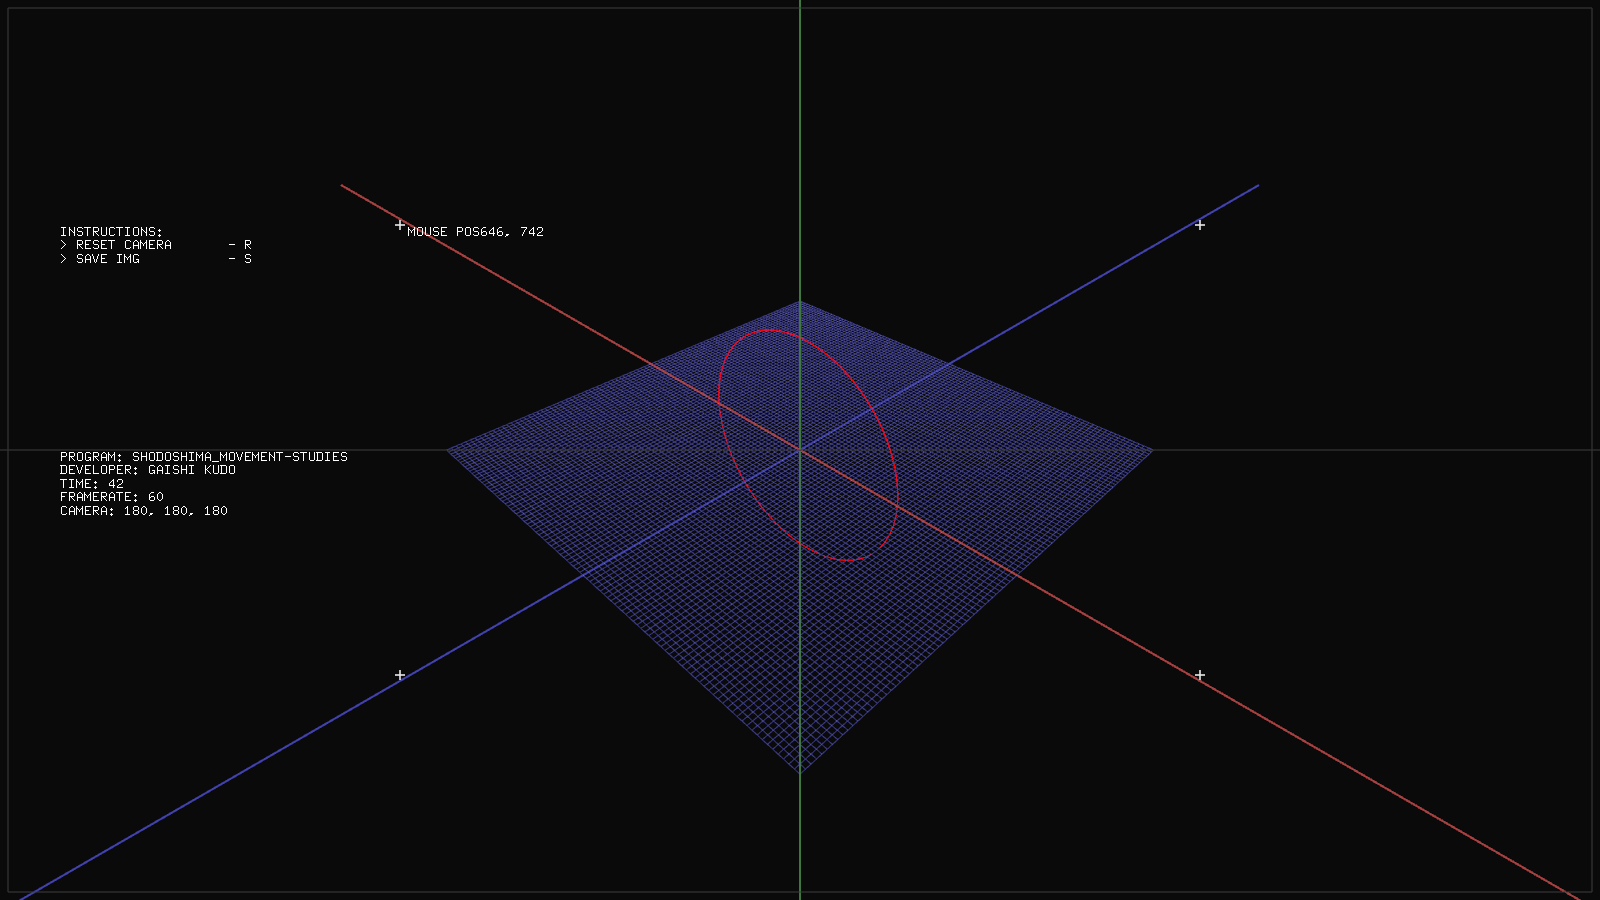 INSTRUCTIONS:
> RESET CAMERA - R
> SAVE IMG - S
MOUSE POS646, 742
PROGRAM: SHODOSHIMA_MOVEMENT-STUDIES
DEVELOPER: GAISHI KUDO
TIME: 42
FRAMERATE: 60
CAMERA: 180, 180, 180